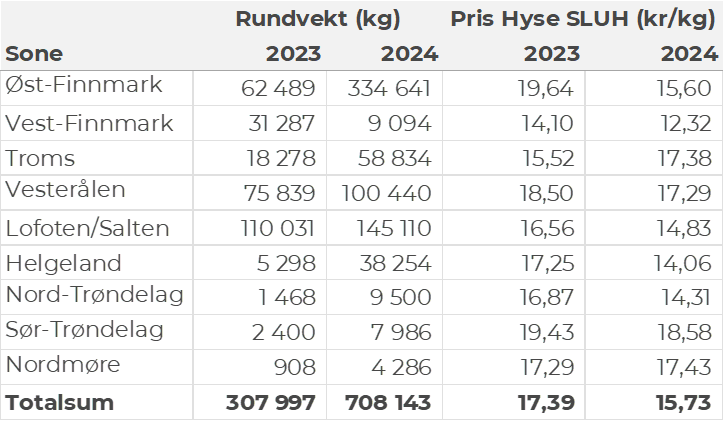 Rundvekt (kg) Pris Hyse SLUH (kr/kg)
Sone 2023 2024 2023 2024
Øst-Finnmark 62 489 334 641 19,64 15,60
Vest-Finnmark 31 287 9 094 14,10 12,32
Troms 18 278 58 834 15,52 17,38
Vesterålen 75 839 100 440 18,50 17,29
Lofoten/Salten 110 031 145 110 16,56 14,83
Helgeland 5 298 38 254 17,25 14,06
Nord-Trøndelag 1 468 9 500 16,87 14,31
Sør-Trøndelag 2 400 7 986 19,43 18,58
Nordmøre 908 4 286 17,29 17,43
Totalsum 307 997 708 143 17,39 15,73